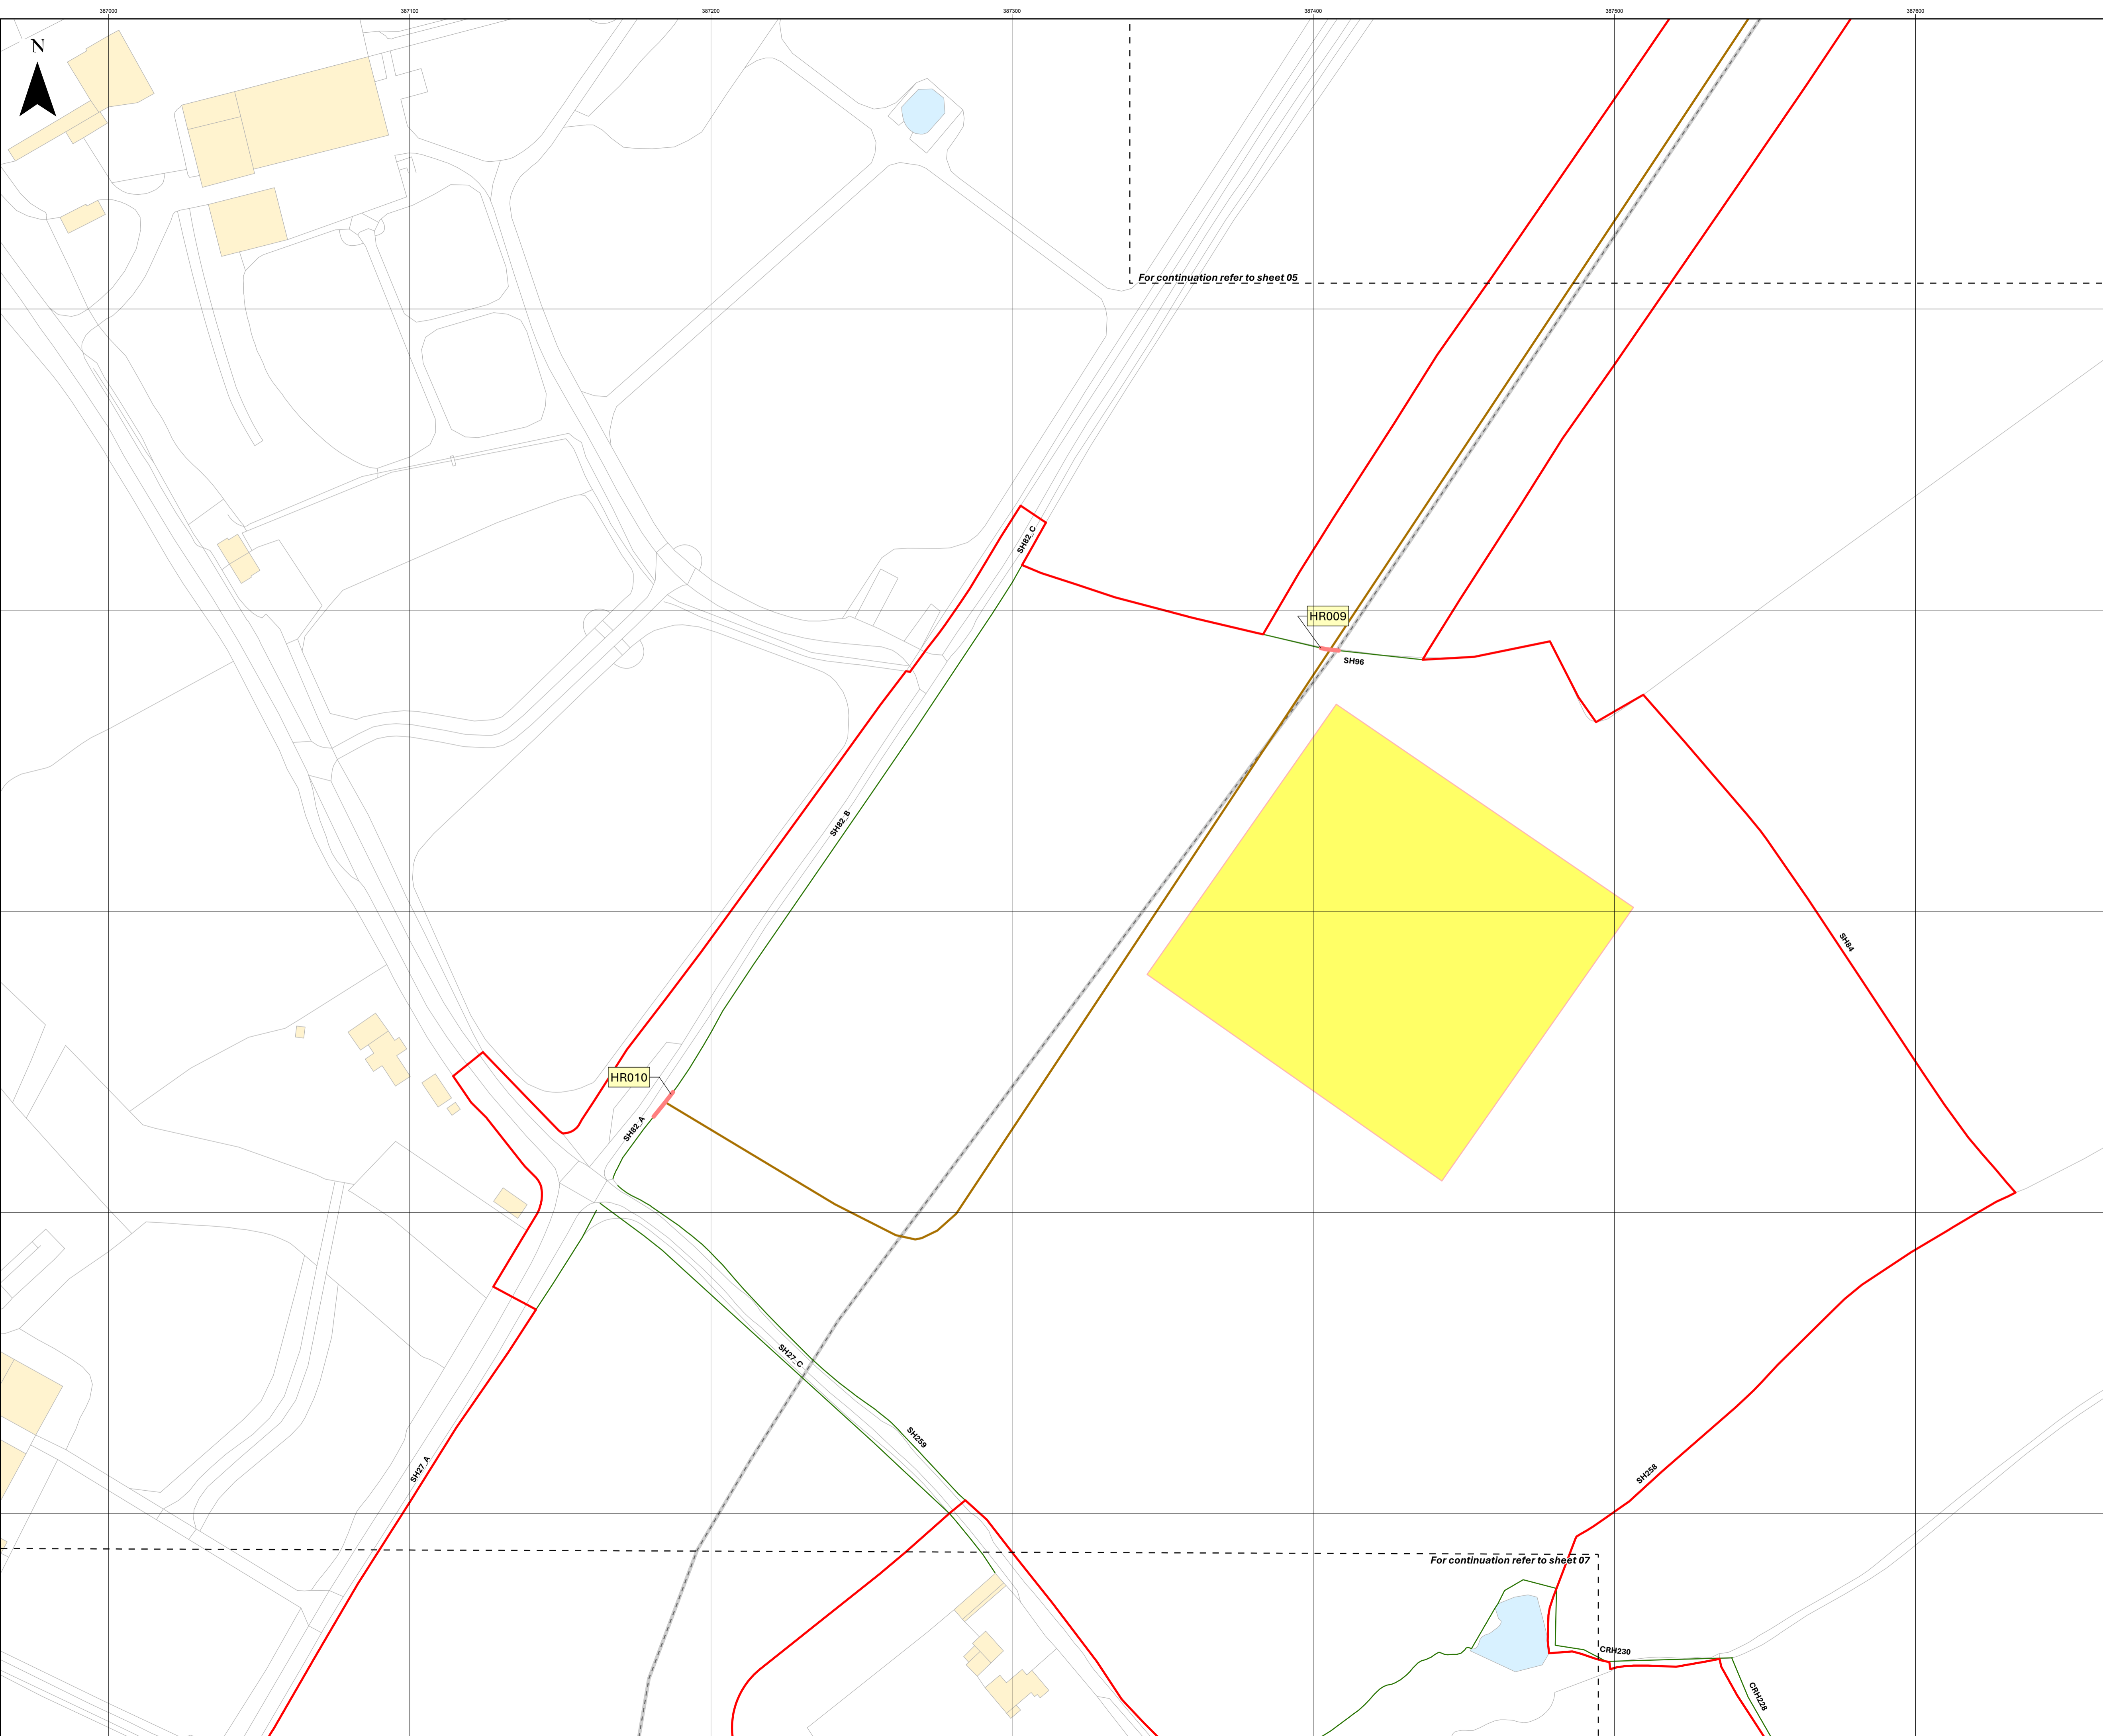 387000
387100
387200
387300
387400
387500
387600
N
For continuation refer to sheet 05
SH82_C
HR009
SH96
SH82_B
SH84
HR010
SH82_A
SH27_C
SH259
SH27_A
SH258
For continuation refer to sheet 07
CRH230
CRH228